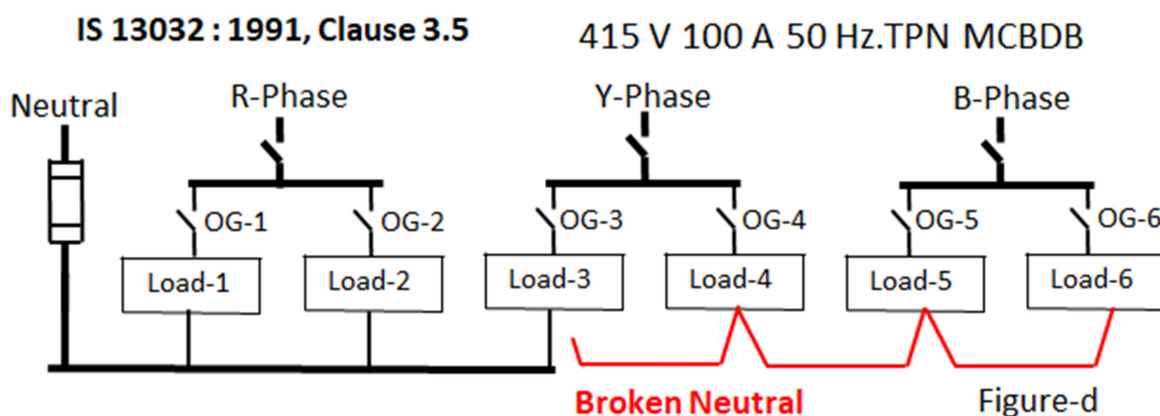 IS 13032 : 1991, Clause 3.5
415 V 100 A 50 Hz.TPN MCBDB
Neutral
R-Phase
Y-Phase
B-Phase
OG-1
OG-2
OG-3
OG-4
OG-5
OG-6
Load-1
Load-2
Load-3
Load-4
Load-5
Load-6
Broken Neutral
Figure-d